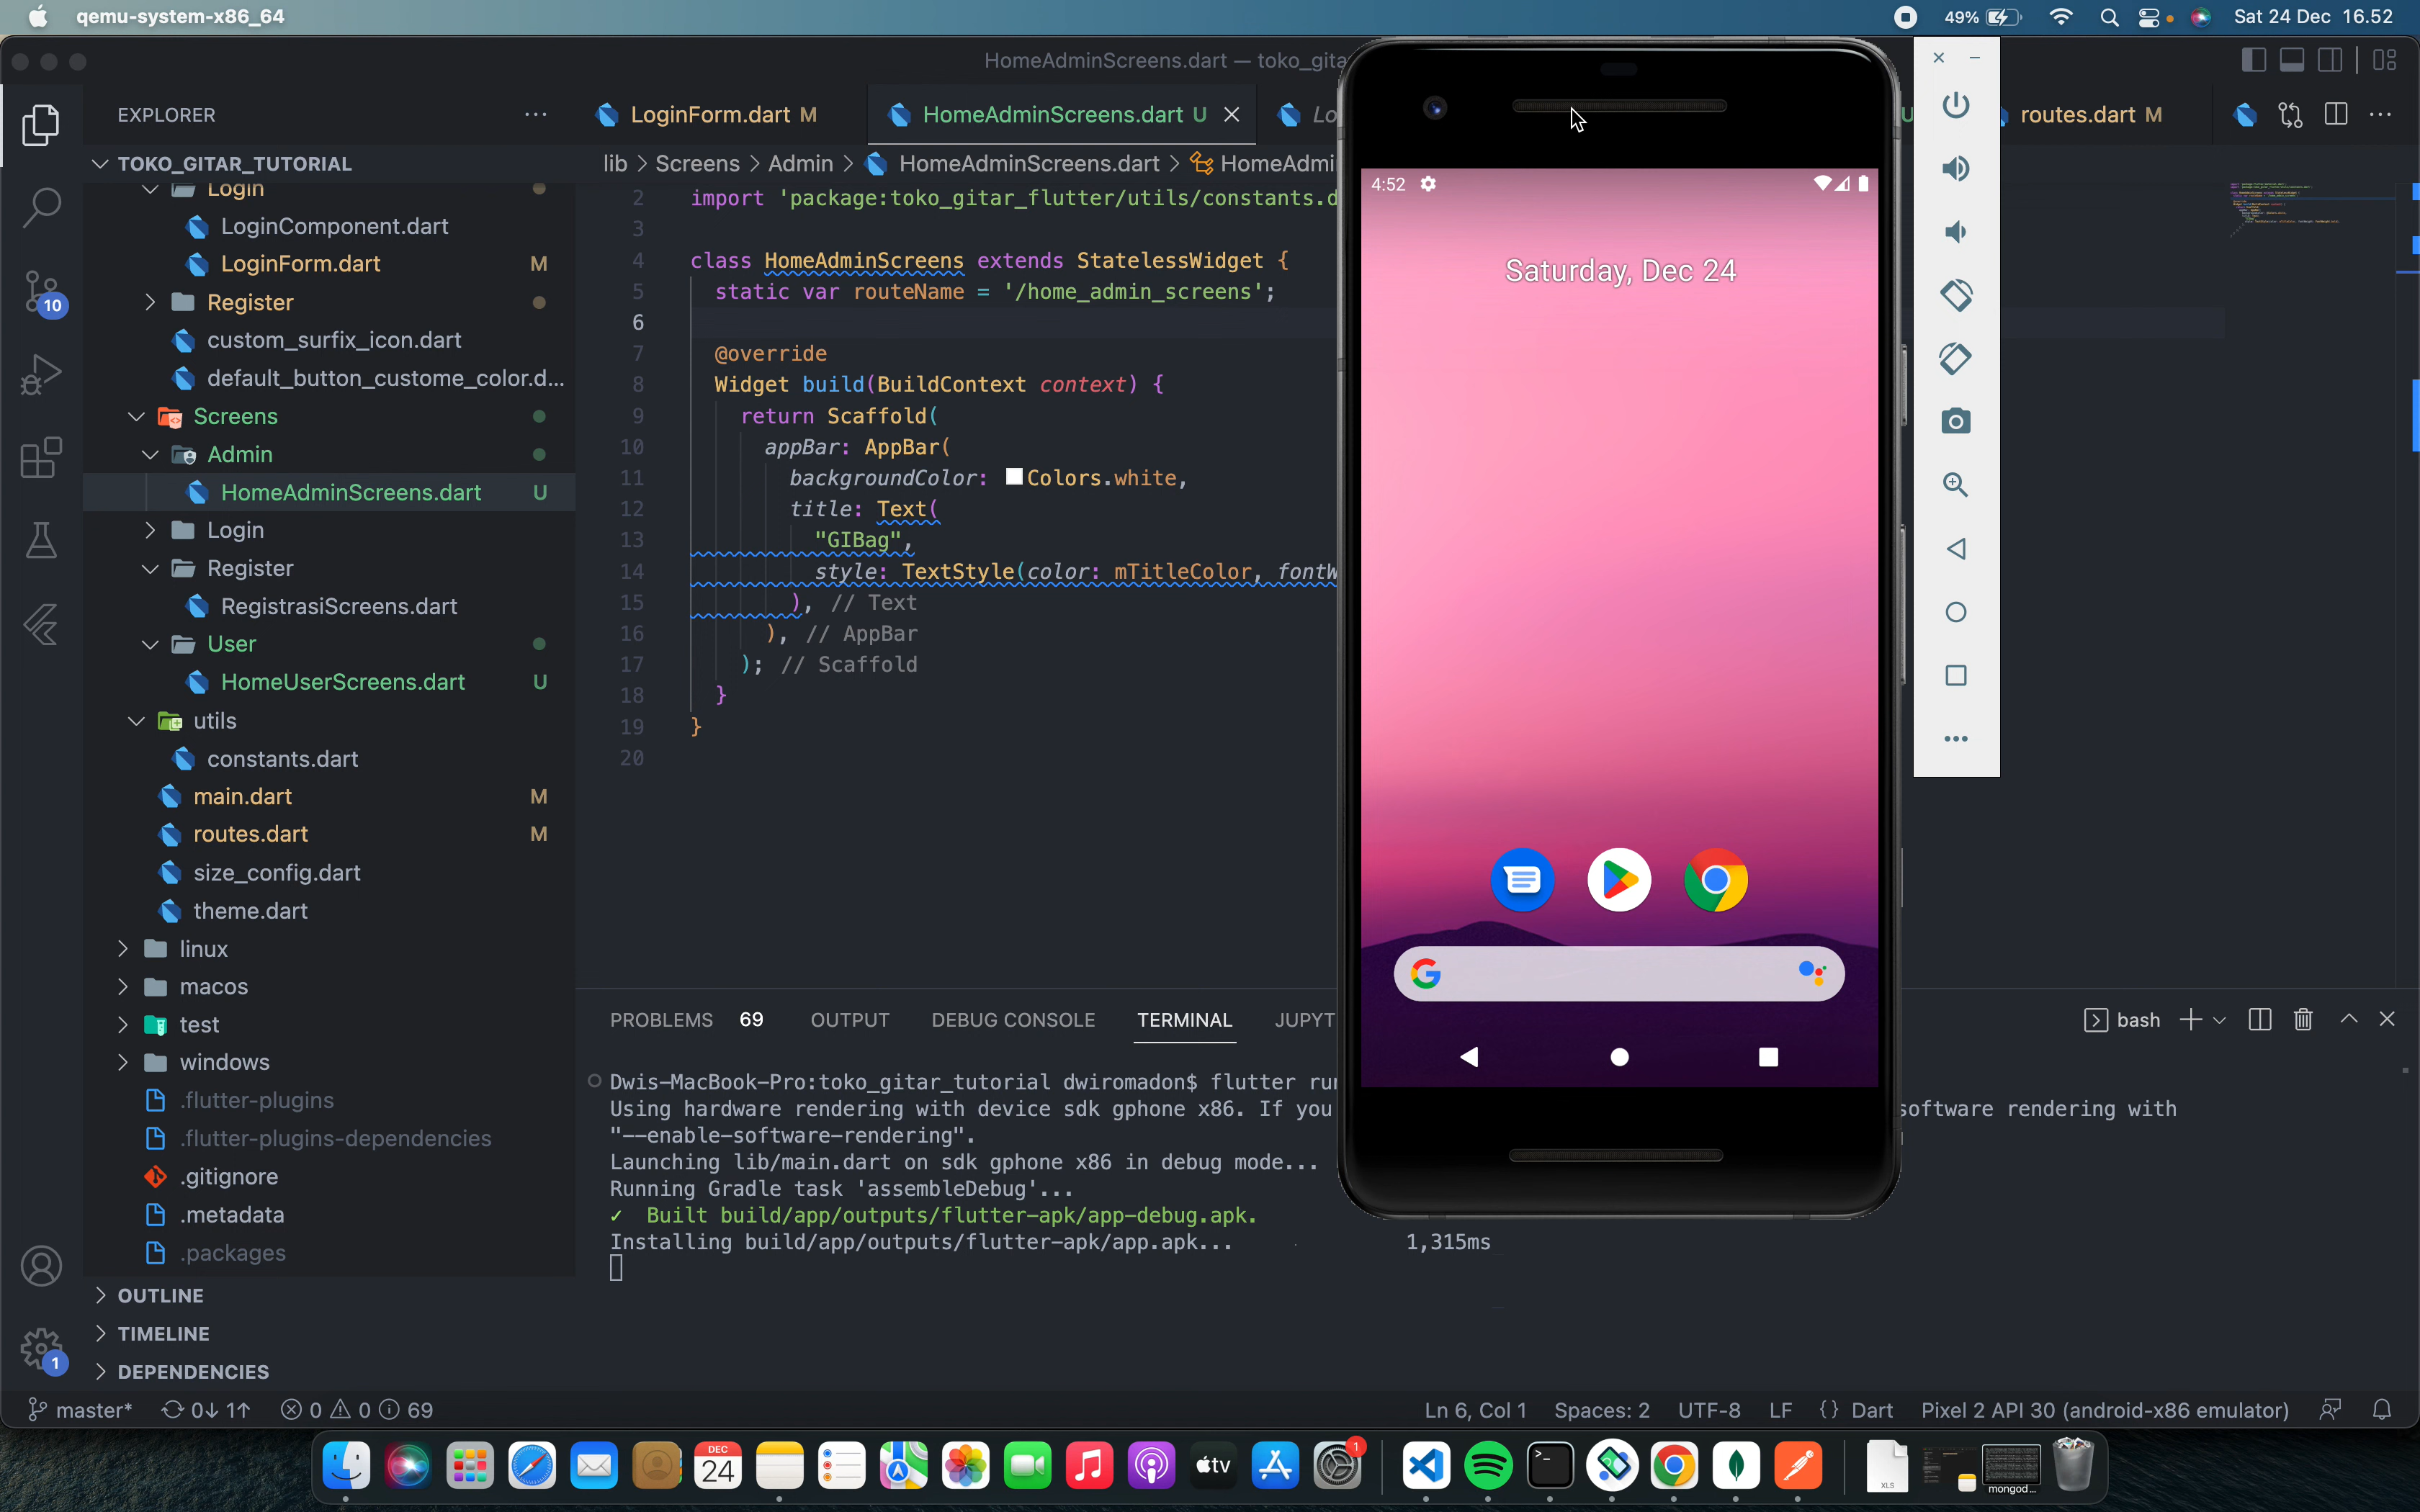 qemu-system-x86_64
49%
Sat 24 Dec 16.52
HomeAdminScreens.dart — toko_gita
EXPLORER
LoginForm.dart M
HomeAdminScreens.dart U
Lo
U
routes.dart M
TOKO_GITAR_TUTORIAL
lib > Screens > Admin > HomeAdminScreens.dart > HomeAdmi
Login
LoginComponent.dart
LoginForm.dart M
Register
custom_surfix_icon.dart
default_button_custome_color.d...
Screens
Admin
HomeAdminScreens.dart U
Login
Register
RegistrasiScreens.dart
User
HomeUserScreens.dart U
utils
constants.dart
main.dart M
routes.dart M
size_config.dart
theme.dart
linux
macos
test
windows
.flutter-plugins
.flutter-plugins-dependencies
.gitignore
.metadata
.packages
OUTLINE
TIMELINE
DEPENDENCIES
10
1
2 import 'package:toko_gitar_flutter/utils/constants.d
3
4 class HomeAdminScreens extends StatelessWidget {
5 static var routeName = '/home_admin_screens';
6
7 @override
8 Widget build(BuildContext context) {
9 return Scaffold(
10 appBar: AppBar(
11 backgroundColor: Colors.white,
12 title: Text(
13 "GIBag",
14 style: TextStyle(color: mTitleColor, fontW
15 ), // Text
16 ), // AppBar
17 ); // Scaffold
18 }
19 }
20
4:52
Saturday, Dec 24
PROBLEMS 69
OUTPUT
DEBUG CONSOLE
TERMINAL
JUPYT
bash
Dwis-MacBook-Pro:toko_gitar_tutorial dwiromadon$ flutter run
Using hardware rendering with device sdk gphone x86. If you software rendering with
"--enable-software-rendering".
Launching lib/main.dart on sdk gphone x86 in debug mode...
Running Gradle task 'assembleDebug'...
✓ Built build/app/outputs/flutter-apk/app-debug.apk.
Installing build/app/outputs/flutter-apk/app.apk... 1,315ms
master* 0↓ 1↑ 0 0 69
Ln 6, Col 1 Spaces: 2 UTF-8 LF {} Dart Pixel 2 API 30 (android-x86 emulator)
DEC
24
tv
1
XLS
mongod...